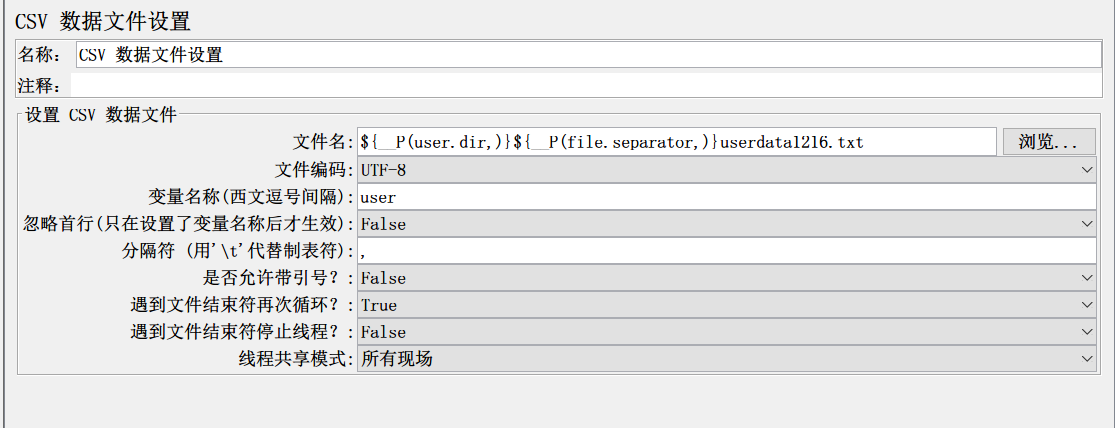 CSV 数据文件设置
名称： CSV 数据文件设置
注释：
设置 CSV 数据文件
文件名: ${__P(user.dir,)}${__P(file.separator,)}userdata1216.txt 浏览...
文件编码: UTF-8
变量名称(西文逗号间隔): user
忽略首行(只在设置了变量名称后才生效): False
分隔符 (用'\t'代替制表符): ,
是否允许带引号？: False
遇到文件结束符再次循环？: True
遇到文件结束符停止线程？: False
线程共享模式: 所有现场